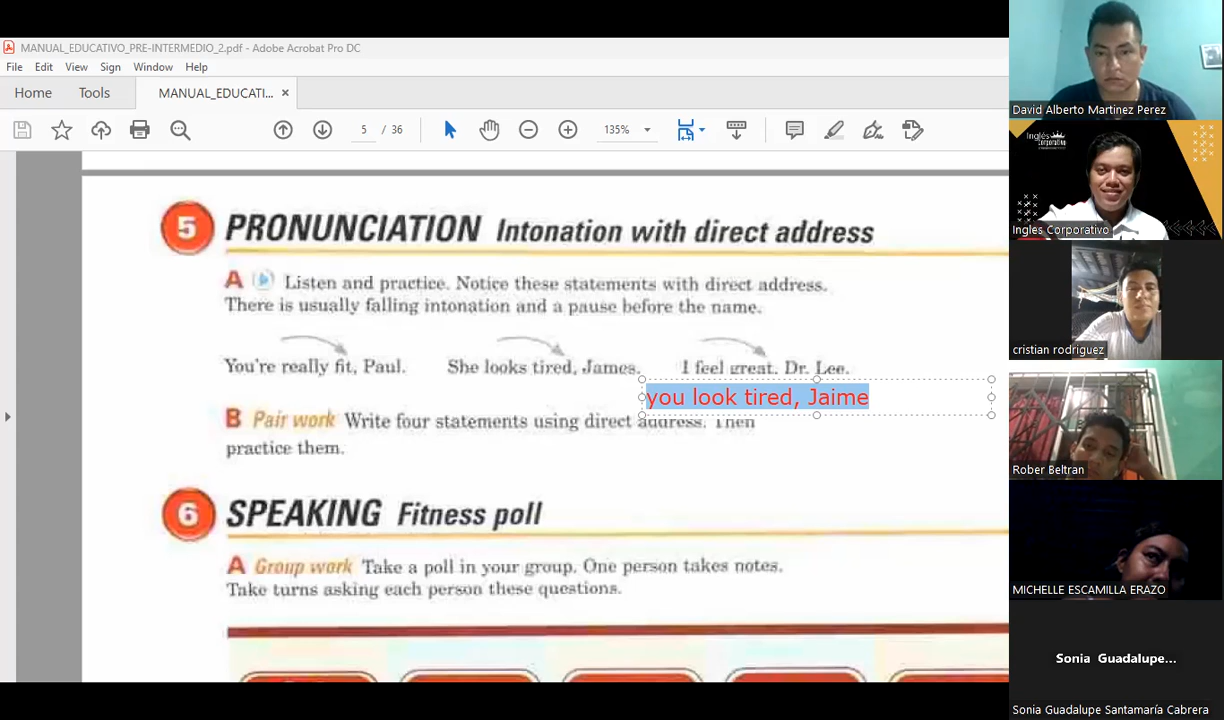 MANUAL_EDUCATIVO_PRE-INTERMEDIO_2.pdf - Adobe Acrobat Pro DC
File Edit View Sign Window Help
Home Tools MANUAL_EDUCATI... ×
5 / 36 135%
5 PRONUNCIATION Intonation with direct address
A Listen and practice. Notice these statements with direct address.
There is usually falling intonation and a pause before the name.
You're really fit, Paul. She looks tired, James. I feel great, Dr. Lee.
you look tired, Jaime
B Pair work Write four statements using direct address. Then
practice them.
6 SPEAKING Fitness poll
A Group work Take a poll in your group. One person takes notes.
Take turns asking each person these questions.
David Alberto Martinez Perez
Inglés
Corporativo
Ingles Corporativo
cristian rodriguez
Rober Beltran
MICHELLE ESCAMILLA ERAZO
Sonia Guadalupe...
Sonia Guadalupe Santamaría Cabrera